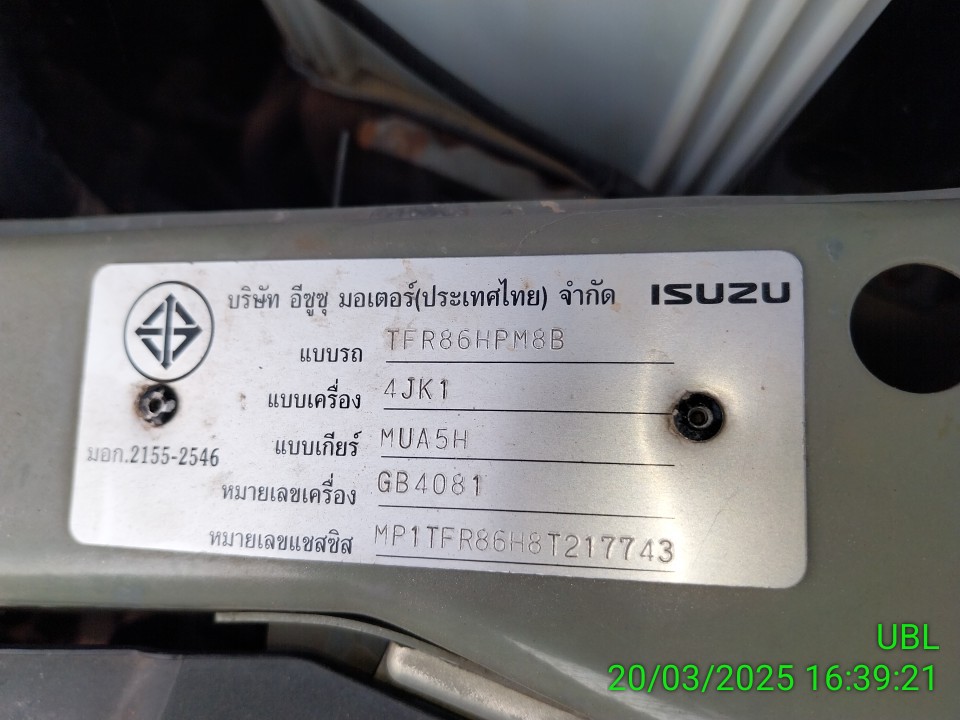 บริษัท อีซูซุ มอเตอร์(ประเทศไทย) จำกัด ISUZU
แบบรถ TFR86HPM8B
แบบเครื่อง 4JK1
แบบเกียร์ MUA5H
มอก.2155-2546
หมายเลขเครื่อง GB4081
หมายเลขแชสซิส MP1TFR86H8T217743
UBL
20/03/2025 16:39:21